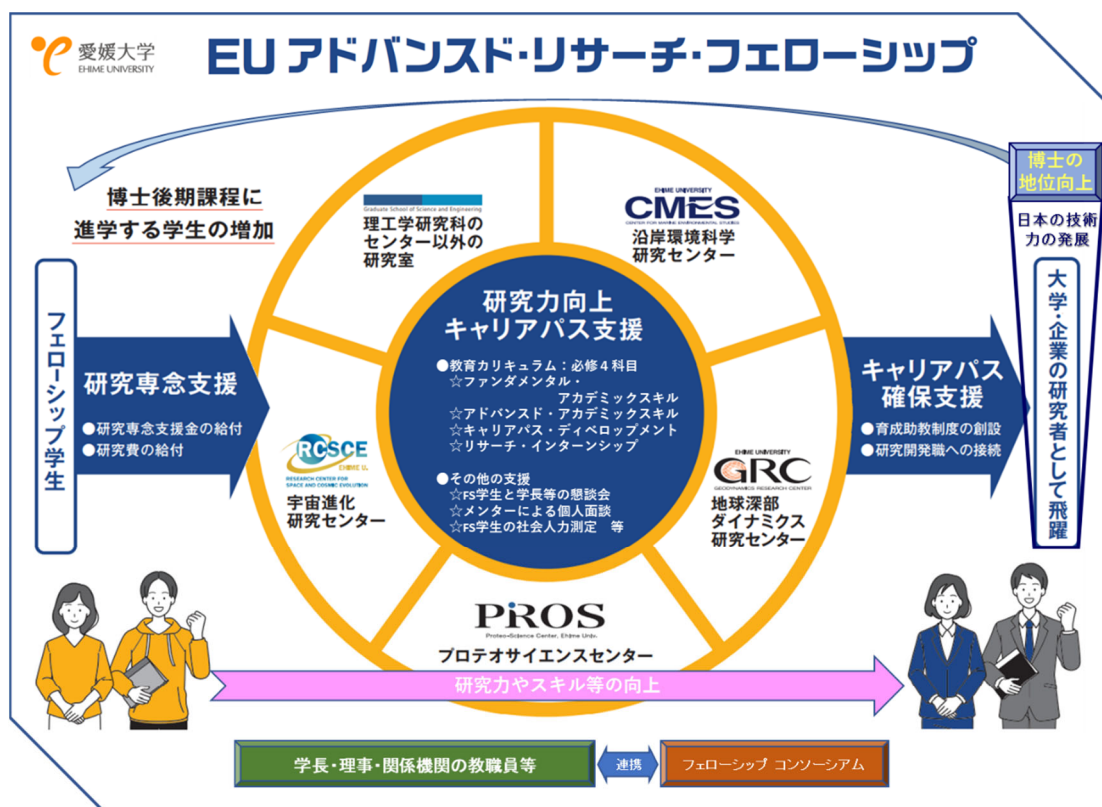 愛媛大学
EHIME UNIVERSITY
EU アドバンスド・リサーチ・フェローシップ
博士の
地位向上
日本の技術
力の発展
大学・企業の研究者として飛躍
博士後期課程に
進学する学生の増加
Graduate School of Science and Engineering
理工学研究科の
センター以外の
研究室
EHIME UNIVERSITY
CMES
CENTER FOR MARINE ENVIRONMENTAL STUDIES
沿岸環境科学
研究センター
フェローシップ学生
研究専念支援
●研究専念支援金の給付
●研究費の給付
研究力向上
キャリアパス支援
●教育カリキュラム：必修４科目
☆ファンダメンタル・
アカデミックスキル
☆アドバンスド・アカデミックスキル
☆キャリアパス・ディベロップメント
☆リサーチ・インターンシップ
●その他の支援
☆FS学生と学長等の懇談会
☆メンターによる個人面談
☆FS学生の社会人力測定　等
キャリアパス
確保支援
●育成助教制度の創設
●研究開発職への接続
RCSCE
EHIME U.
RESEARCH CENTER FOR
SPACE AND COSMIC EVOLUTION
宇宙進化
研究センター
EHIME UNIVERSITY
GRC
GEODYNAMICS RESEARCH CENTER
地球深部
ダイナミクス
研究センター
PROS
Proteo-Science Center, Ehime Univ.
プロテオサイエンスセンター
研究力やスキル等の向上
学長・理事・関係機関の教職員等
連携
フェローシップ コンソーシアム